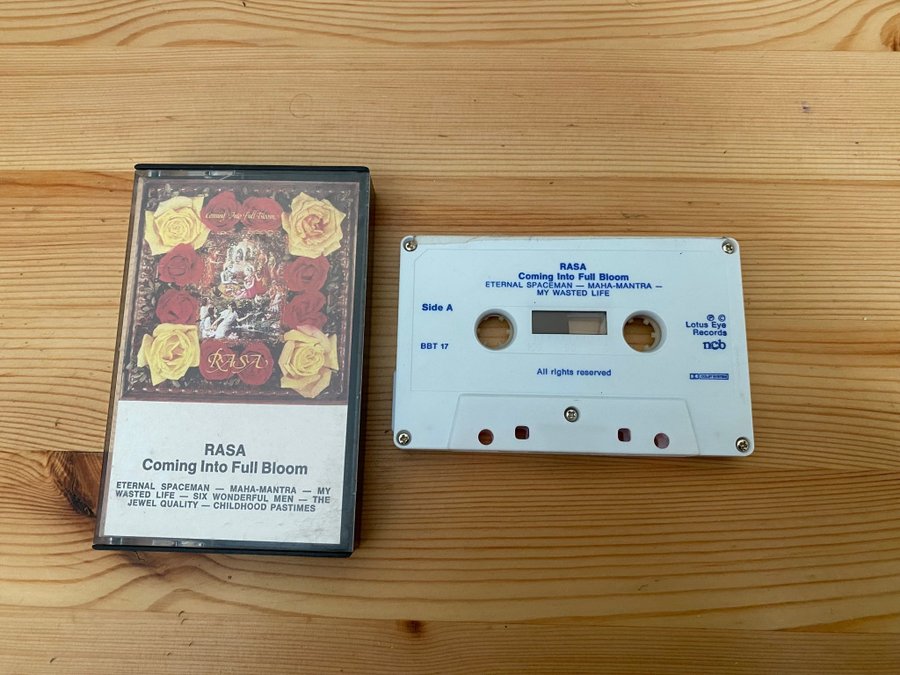 Coming Into Full Bloom
RASA
RASA
Coming Into Full Bloom
ETERNAL SPACEMAN — MAHA-MANTRA — MY
WASTED LIFE — SIX WONDERFUL MEN — THE
JEWEL QUALITY — CHILDHOOD PASTIMES
RASA
Coming Into Full Bloom
ETERNAL SPACEMAN — MAHA-MANTRA —
MY WASTED LIFE
Side A
BBT 17
℗ ©
Lotus Eye
Records
ncb
All rights reserved
DOLBY SYSTEM